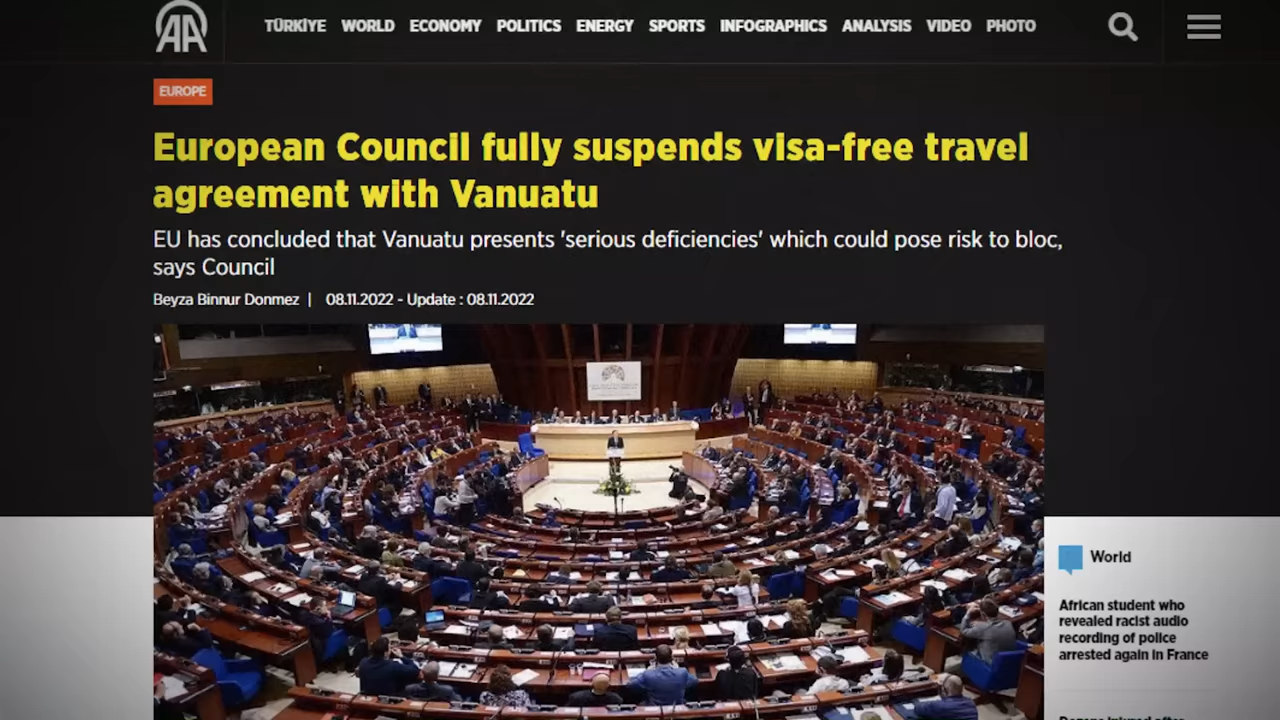 AA
TÜRKİYE WORLD ECONOMY POLITICS ENERGY SPORTS INFOGRAPHICS ANALYSIS VIDEO PHOTO
EUROPE
European Council fully suspends visa-free travel
agreement with Vanuatu
EU has concluded that Vanuatu presents 'serious deficiencies' which could pose risk to bloc,
says Council
Beyza Binnur Donmez | 08.11.2022 - Update : 08.11.2022
World
African student who
revealed racist audio
recording of police
arrested again in France